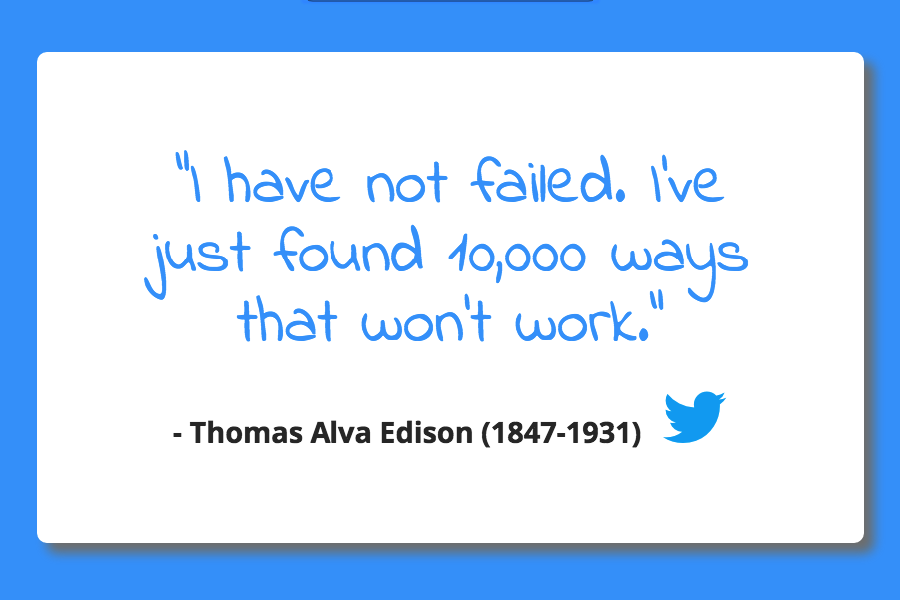 "I have not failed. I've
just found 10,000 ways
that won't work."
- Thomas Alva Edison (1847-1931)